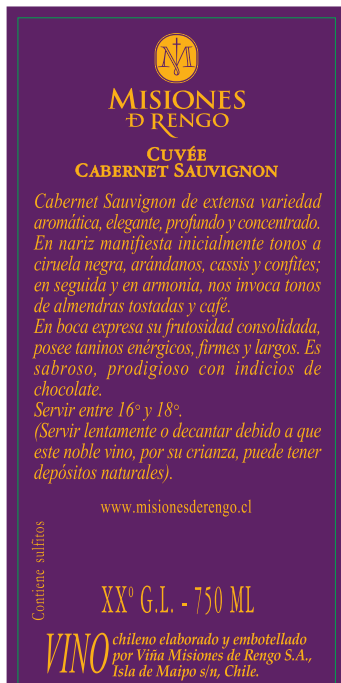 MISIONES
D RENGO
CUVÉE
CABERNET SAUVIGNON
Cabernet Sauvignon de extensa variedad
aromática, elegante, profundo y concentrado.
En nariz manifiesta inicialmente tonos a
ciruela negra, arándanos, cassis y confites;
en seguida y en armonia, nos invoca tonos
de almendras tostadas y café.
En boca expresa su frutosidad consolidada,
posee taninos enérgicos, firmes y largos. Es
sabroso, prodigioso con indicios de
chocolate.
Servir entre 16° y 18°.
(Servir lentamente o decantar debido a que
este noble vino, por su crianza, puede tener
depósitos naturales).
www.misionesderengo.cl
Contiene sulfitos
XX° G.L. - 750 ML
VINO chileno elaborado y embotellado
por Viña Misiones de Rengo S.A.,
Isla de Maipo s/n, Chile.